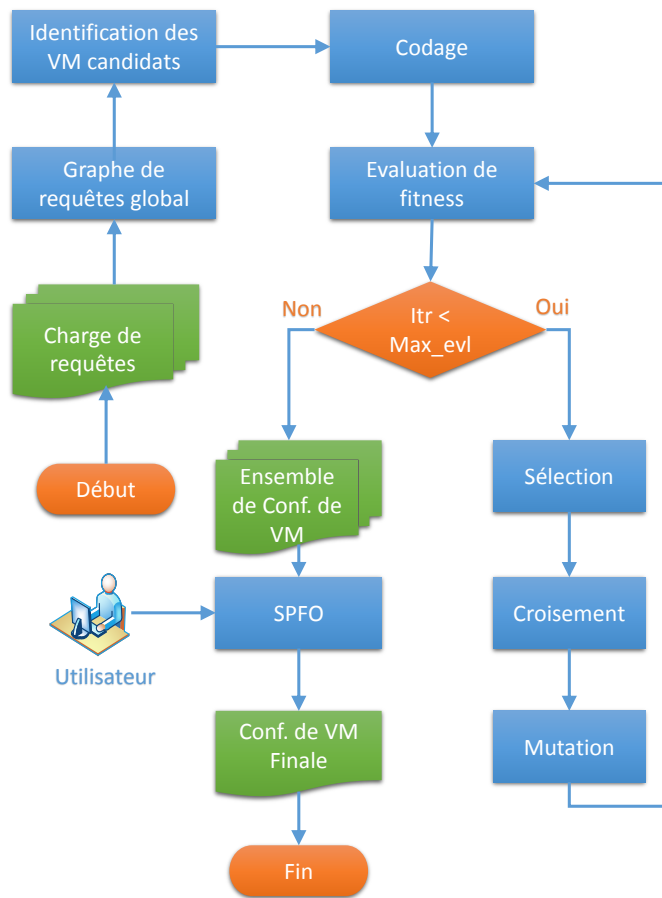 Identification des
VM candidats
Codage
Graphe de
requêtes global
Evaluation de
fitness
Charge de
requêtes
Non
Itr <
Max_evl
Oui
Début
Ensemble
de Conf. de
VM
Sélection
Utilisateur
SPFO
Croisement
Conf. de VM
Finale
Mutation
Fin